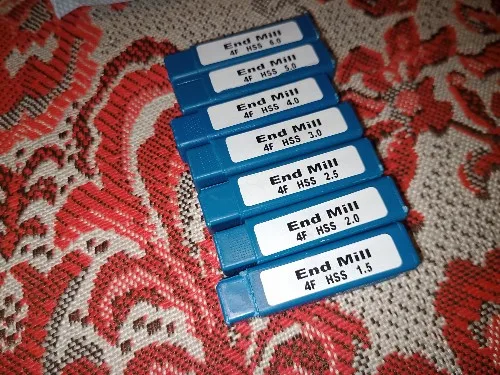 End Mill
4F HSS 6.0
End Mill
4F HSS 5.0
End Mill
4F HSS 4.0
End Mill
4F HSS 3.0
End Mill
4F HSS 2.5
End Mill
4F HSS 2.0
End Mill
4F HSS 1.5